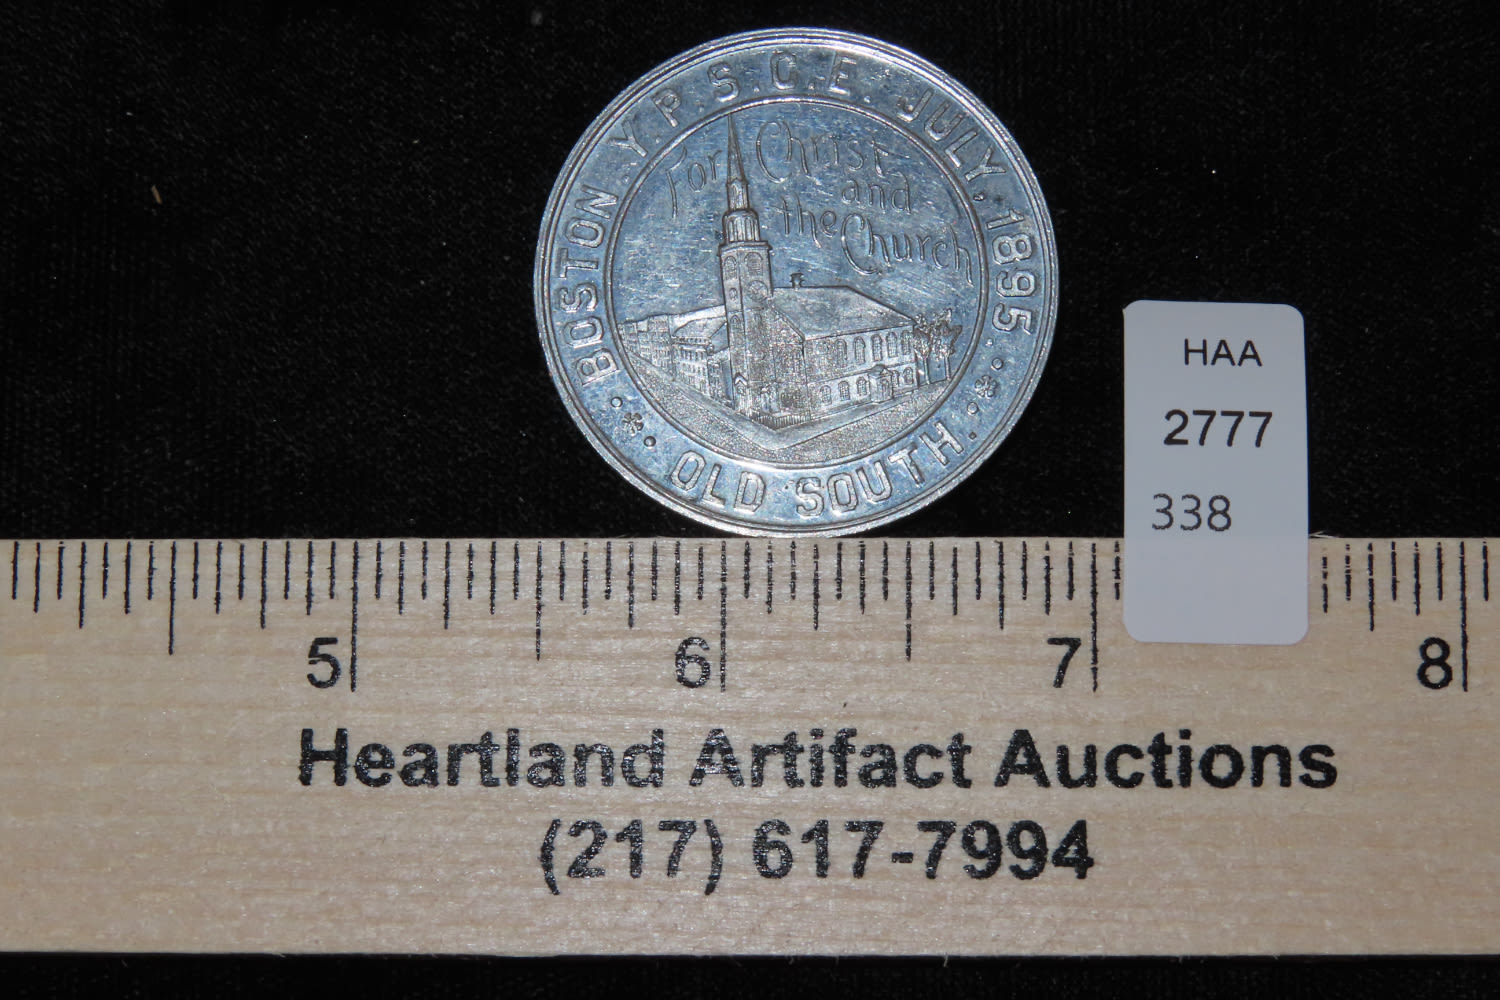 BOSTON Y.P.S.C.E. JULY, 1895.
For Christ
and
the Church
OLD SOUTH.
HAA
2777
338
5 6 7 8
Heartland Artifact Auctions
(217) 617-7994